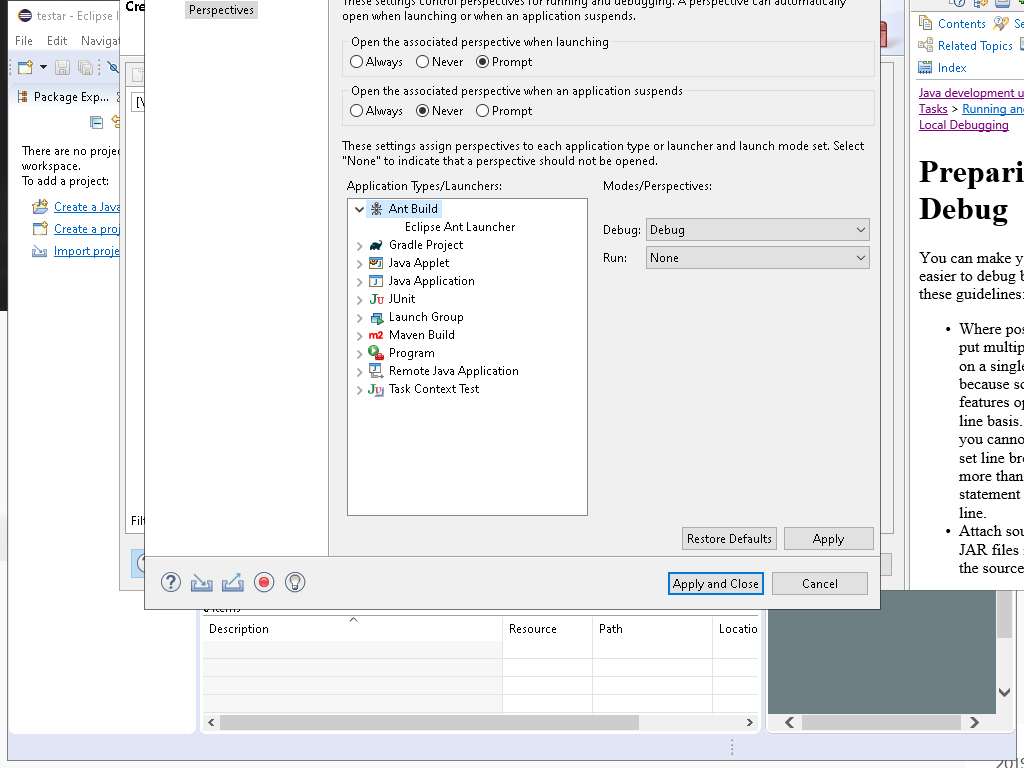 testar - Eclipse I
File Edit Navigat
Package Exp...
There are no proje
workspace.
To add a project:
Create a Java
Create a proj
Import proje
Cre
Filt
Perspectives
These settings control perspectives for running and debugging. A perspective can automatically
open when launching or when an application suspends.
Open the associated perspective when launching
Always Never Prompt
Open the associated perspective when an application suspends
Always Never Prompt
These settings assign perspectives to each application type or launcher and launch mode set. Select
"None" to indicate that a perspective should not be opened.
Application Types/Launchers:
Modes/Perspectives:
Ant Build
Eclipse Ant Launcher
Gradle Project
Java Applet
Java Application
JUnit
Launch Group
Maven Build
Program
Remote Java Application
Task Context Test
Debug: Debug
Run: None
Restore Defaults Apply
Apply and Close Cancel
Description Resource Path Locatio
Contents Se
Related Topics
Index
Java development u
Tasks > Running and
Local Debugging
Prepari
Debug
You can make y
easier to debug b
these guidelines:
• Where pos
put multip
on a single
because so
features op
line basis.
you canno
set line bre
more than
statement
line.
• Attach sou
JAR files
the source
2019